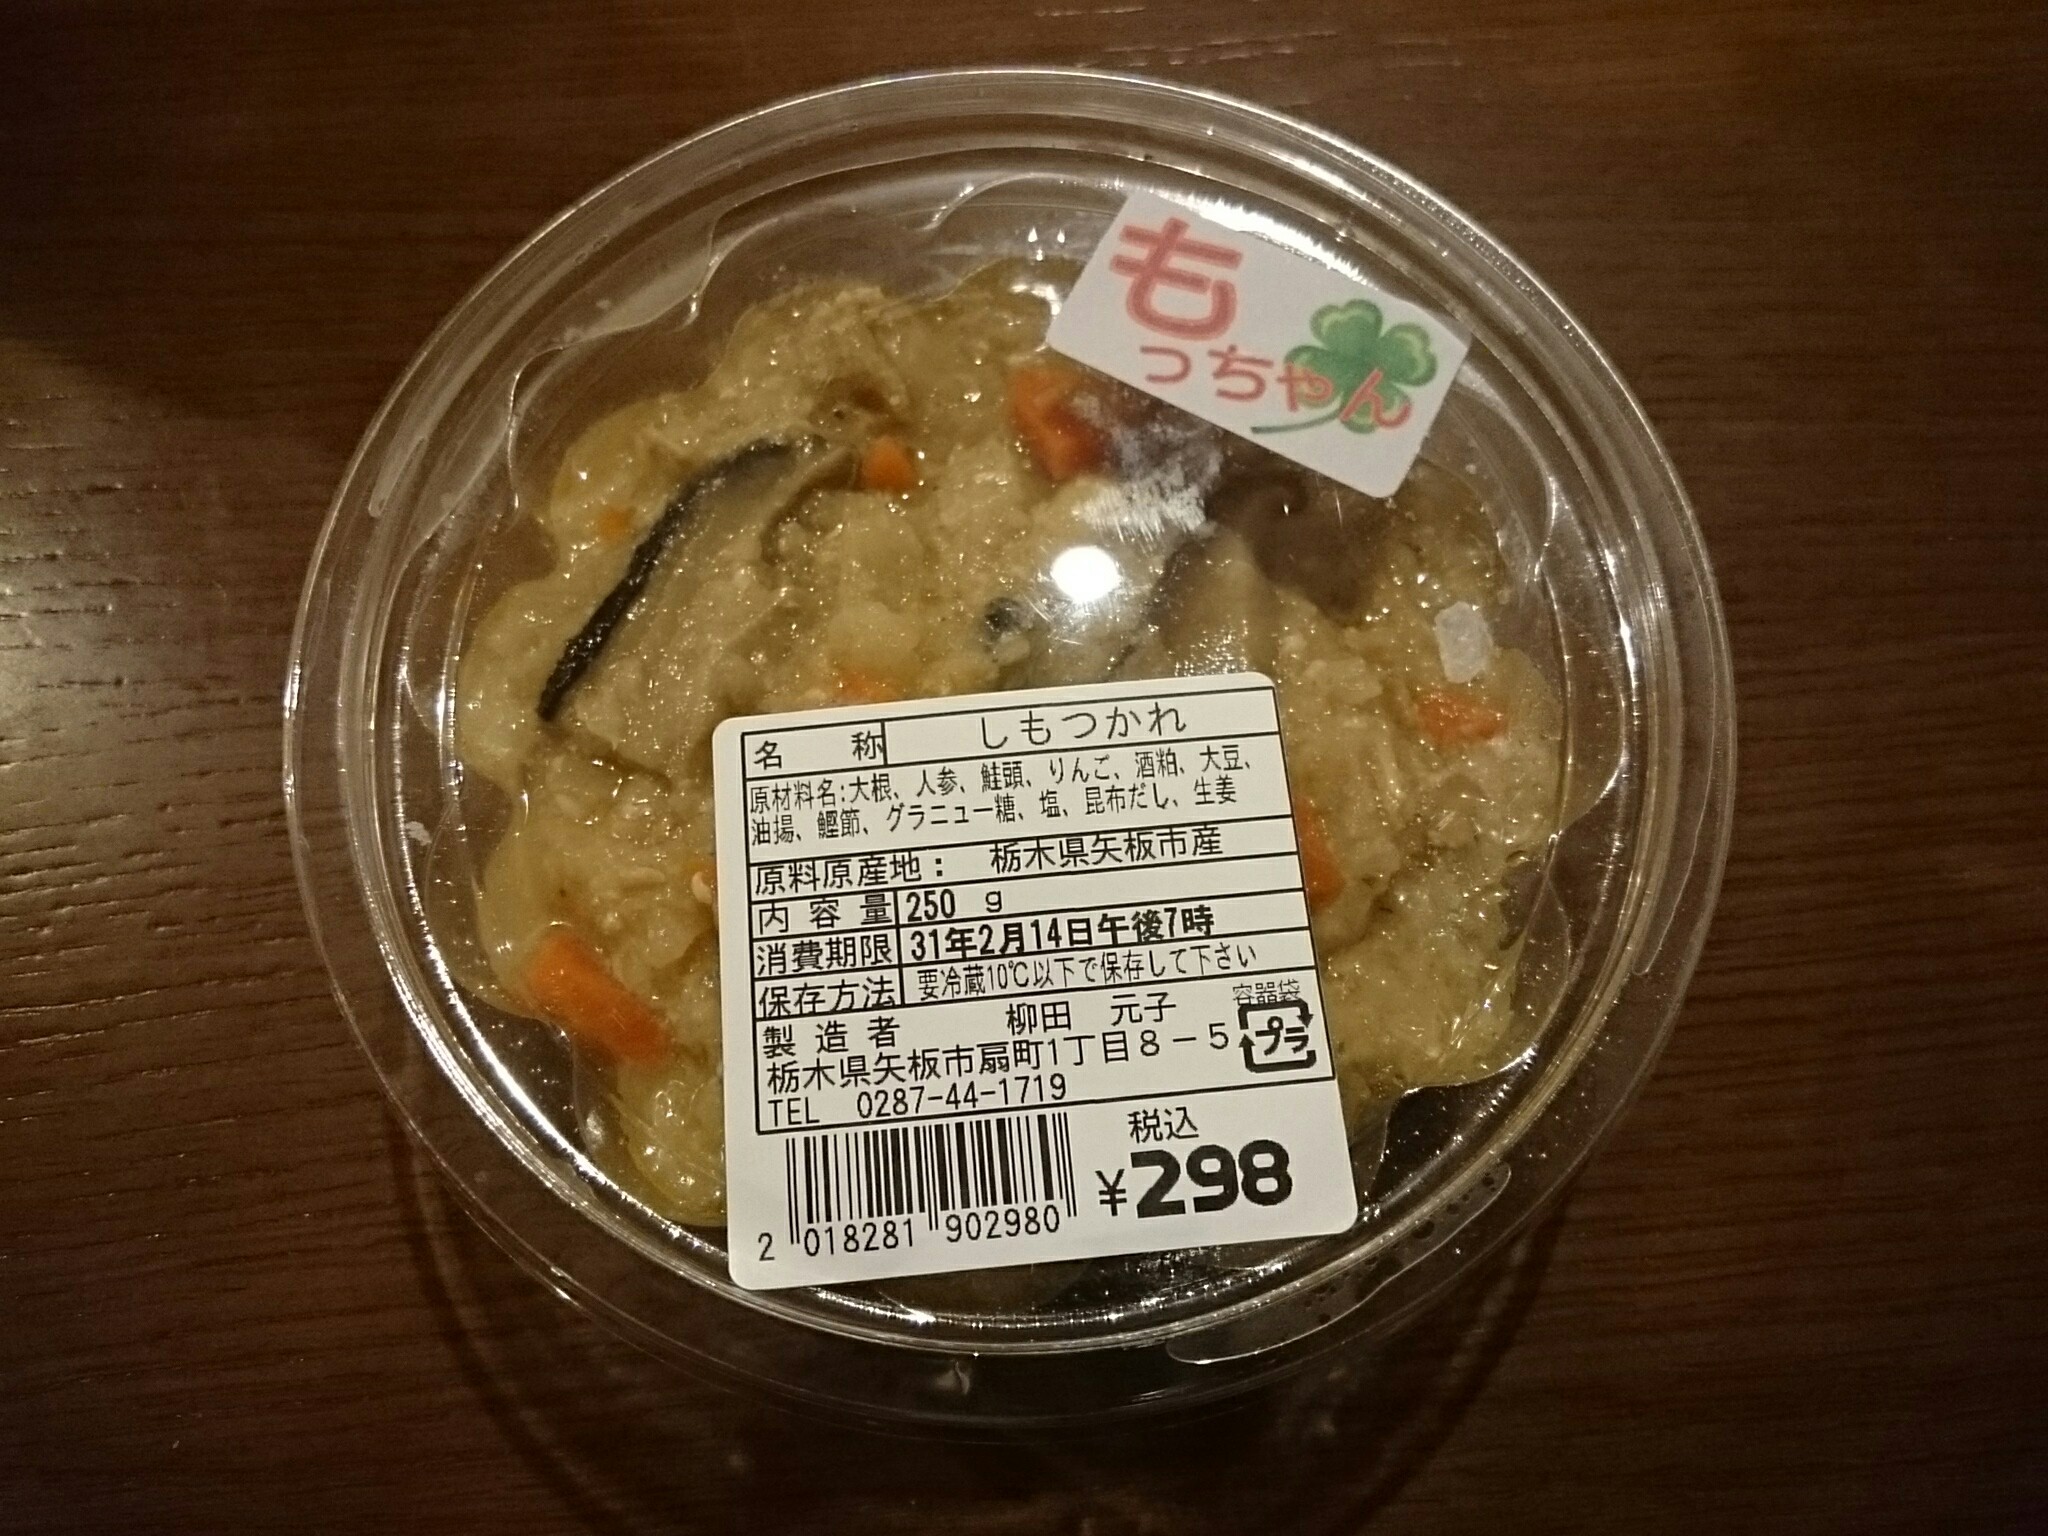 も
っちゃん
名 称 しもつかれ
原材料名:大根、人参、鮭頭、りんご、酒粕、大豆、
油揚、鰹節、グラニュー糖、塩、昆布だし、生姜
原料原産地: 栃木県矢板市産
内容量 250 g
消費期限 31年2月14日午後7時
保存方法 要冷蔵10℃以下で保存して下さい
製造者 柳田 元子
容器袋
プラ
栃木県矢板市扇町1丁目8-5
TEL 0287-44-1719
税込
¥298
2 018281 902980